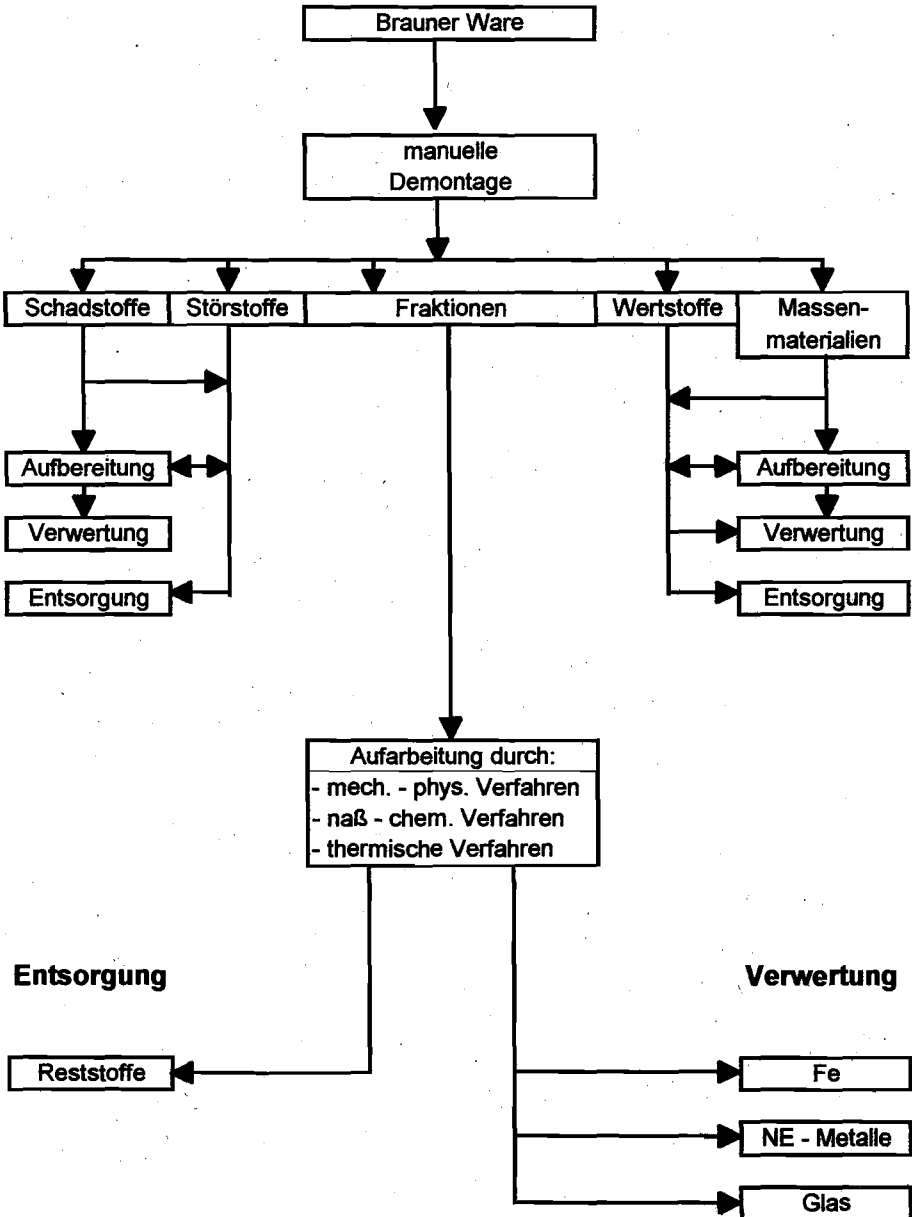 Brauner Ware
manuelle
Demontage
Schadstoffe
Störstoffe
Fraktionen
Wertstoffe
Massen-
materialien
Aufbereitung
Verwertung
Entsorgung
Aufbereitung
Verwertung
Entsorgung
Aufarbeitung durch:
- mech. - phys. Verfahren
- naß - chem. Verfahren
- thermische Verfahren
Entsorgung
Verwertung
Reststoffe
Fe
NE - Metalle
Glas